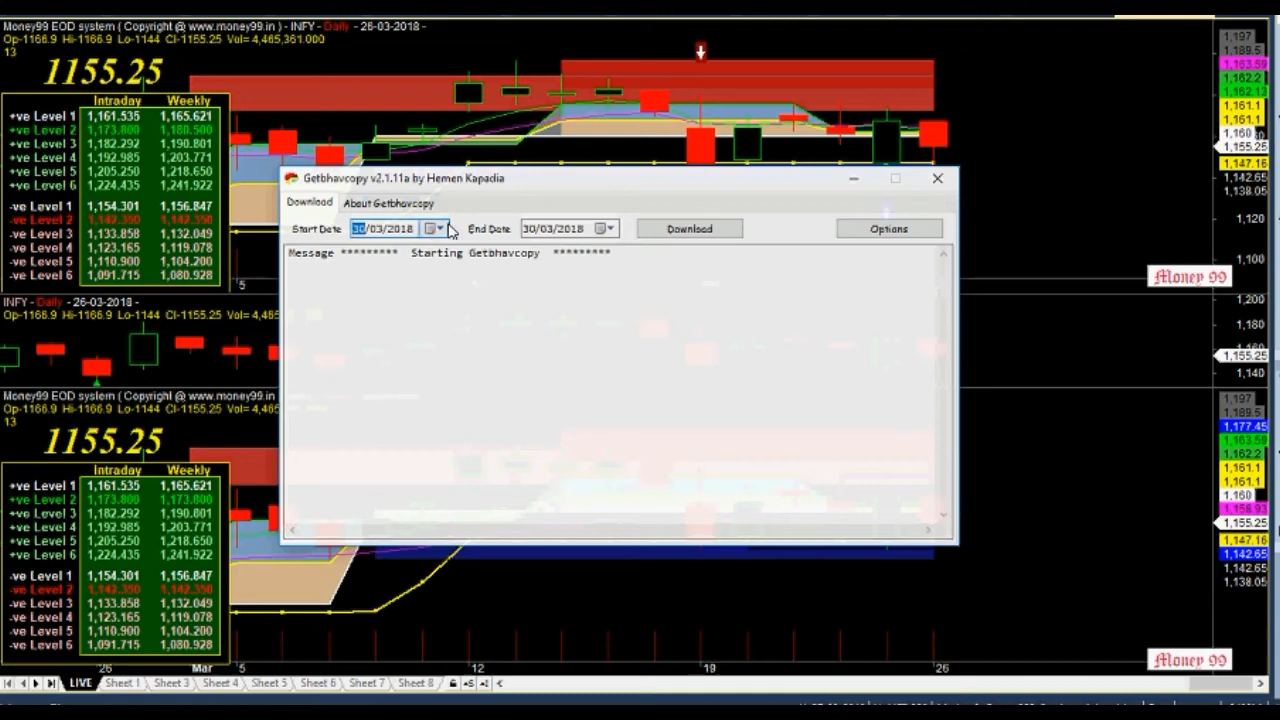 Money99 EOD system ( Copyright @ www.money99.in ) - INFY - Daily - 26-03-2018 -
Op-1166.9 Hi-1166.9 Lo-1144 Cl-1155.25 Vol= 4,465,361.000
13
1155.25
Intraday Weekly
+ve Level 1 1,161.535 1,165.621
+ve Level 2 1,173.800 1,180.500
+ve Level 3 1,182.292 1,190.801
+ve Level 4 1,192.985 1,203.771
+ve Level 5 1,205.250 1,218.650
+ve Level 6 1,224.435 1,241.922
-ve Level 1 1,154.301 1,156.847
-ve Level 2 1,142.350 1,142.350
-ve Level 3 1,133.858 1,132.049
-ve Level 4 1,123.165 1,119.078
-ve Level 5 1,110.900 1,104.200
-ve Level 6 1,091.715 1,080.928
5
1,197
1,189.5
1,163.59
1,162.2
1,162.13
1,161.1
1,160
1,155.25
1,147.16
1,142.65
1,138.05
1,120
1,100
Money 99
Getbhavcopy v2.1.11a by Hemen Kapadia
Download About Getbhavcopy
Start Date 30/03/2018 End Date 30/03/2018 Download Options
Message ********* Starting Getbhavcopy *********
INFY - Daily - 26-03-2018 -
Op-1166.9 Hi-1166.9 Lo-1144 Cl-1155.25 Vol= 4,465
1,200
1,180
1,155.25
1,140
Money99 EOD system ( Copyright @ www.money99.in
Op-1166.9 Hi-1166.9 Lo-1144 Cl-1155.25 Vol= 4,465
13
1155.25
Intraday Weekly
+ve Level 1 1,161.535 1,165.621
+ve Level 2 1,173.800 1,173.800
+ve Level 3 1,182.292 1,190.801
+ve Level 4 1,192.985 1,203.771
+ve Level 5 1,205.250 1,218.650
+ve Level 6 1,224.435 1,241.922
-ve Level 1 1,154.301 1,156.847
-ve Level 2 1,142.350 1,142.350
-ve Level 3 1,133.858 1,132.049
-ve Level 4 1,123.165 1,119.078
-ve Level 5 1,110.900 1,104.200
-ve Level 6 1,091.715 1,080.928
1,197
1,189.5
1,177.45
1,163.59
1,162.2
1,161.1
1,161.1
1,160
1,158.93
1,155.25
1,147.16
1,142.65
1,142.65
1,138.05
Money 99
26 Mar 5 12 19 26
LIVE Sheet 1 Sheet 3 Sheet 4 Sheet 5 Sheet 6 Sheet 7 Sheet 8